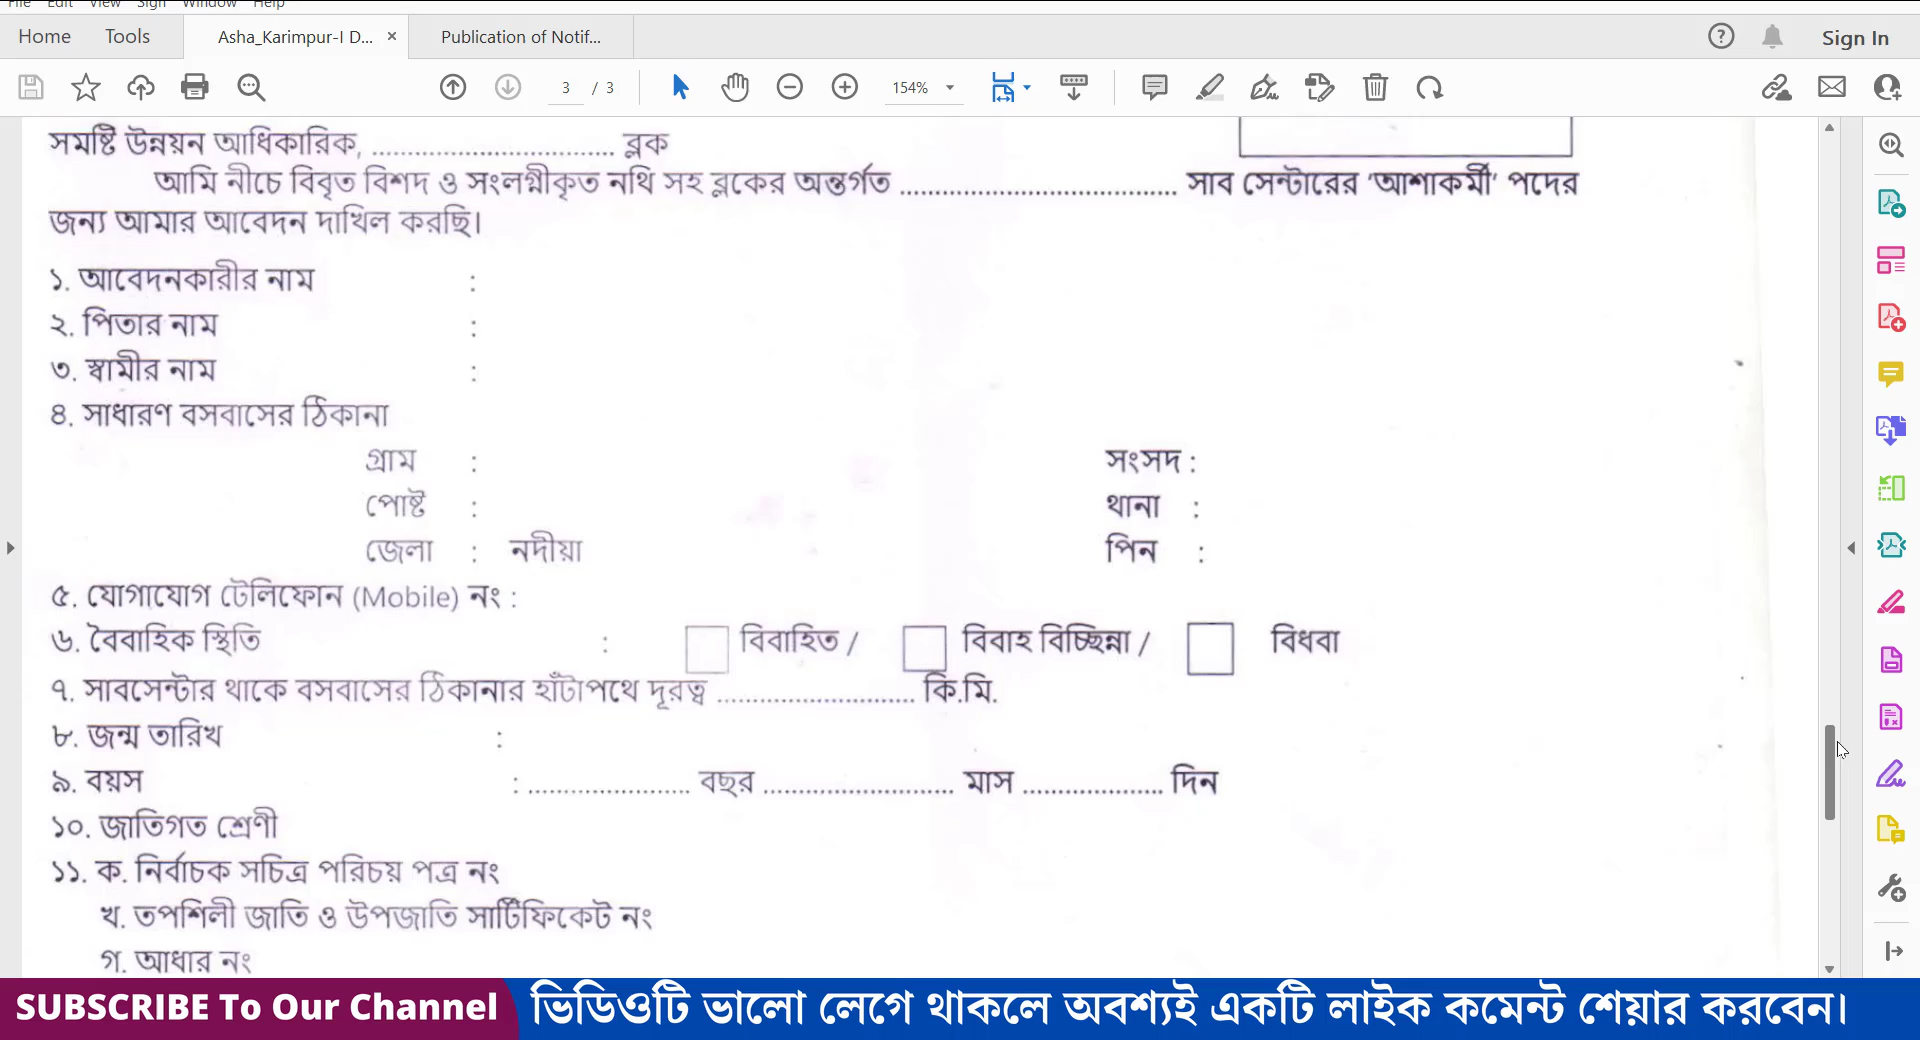 File Edit View Sign Window Help
Home Tools Asha_Karimpur-I D... × Publication of Notif... Sign In
3 / 3 154%
সমষ্টি উন্নয়ন আধিকারিক, .............................. ব্লক
আমি নীচে বিবৃত বিশদ ও সংলগ্নীকৃত নথি সহ ব্লকের অন্তর্গত .................................. সাব সেন্টারের ‘আশাকর্মী’ পদের
জন্য আমার আবেদন দাখিল করছি।
১. আবেদনকারীর নাম :
২. পিতার নাম :
৩. স্বামীর নাম :
৪. সাধারণ বসবাসের ঠিকানা
গ্রাম : সংসদ :
পোষ্ট : থানা :
জেলা : নদীয়া পিন :
৫. যোগাযোগ টেলিফোন (Mobile) নং :
৬. বৈবাহিক স্থিতি : বিবাহিত / বিবাহ বিচ্ছিন্না / বিধবা
৭. সাবসেন্টার থাকে বসবাসের ঠিকানার হাঁটাপথে দূরত্ব ......................... কি.মি.
৮. জন্ম তারিখ :
৯. বয়স : ..................... বছর ......................... মাস .................. দিন
১০. জাতিগত শ্রেণী
১১. ক. নির্বাচক সচিত্র পরিচয় পত্র নং
খ. তপশিলী জাতি ও উপজাতি সার্টিফিকেট নং
গ. আধার নং
SUBSCRIBE To Our Channel ভিডিওটি ভালো লেগে থাকলে অবশ্যই একটি লাইক কমেন্ট শেয়ার করবেন।